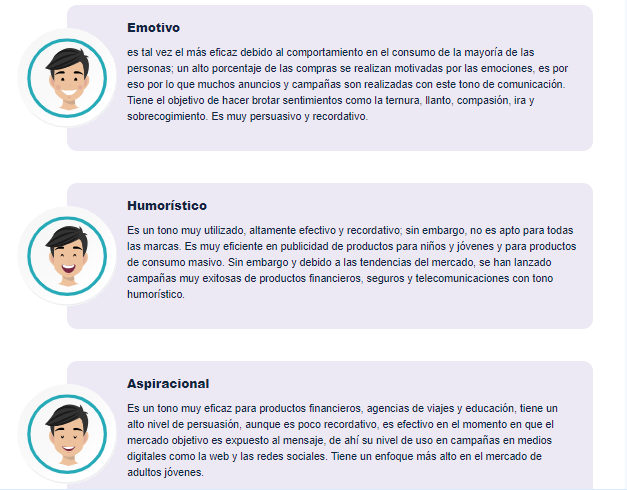 Emotivo
es tal vez el más eficaz debido al comportamiento en el consumo de la mayoría de las
personas; un alto porcentaje de las compras se realizan motivadas por las emociones, es por
eso por lo que muchos anuncios y campañas son realizadas con este tono de comunicación.
Tiene el objetivo de hacer brotar sentimientos como la ternura, llanto, compasión, ira y
sobrecogimiento. Es muy persuasivo y recordativo.
Humorístico
Es un tono muy utilizado, altamente efectivo y recordativo; sin embargo, no es apto para todas
las marcas. Es muy eficiente en publicidad de productos para niños y jóvenes y para productos
de consumo masivo. Sin embargo y debido a las tendencias del mercado, se han lanzado
campañas muy exitosas de productos financieros, seguros y telecomunicaciones con tono
humorístico.
Aspiracional
Es un tono muy eficaz para productos financieros, agencias de viajes y educación, tiene un
alto nivel de persuasión, aunque es poco recordativo, es efectivo en el momento en que el
mercado objetivo es expuesto al mensaje, de ahí su nivel de uso en campañas en medios
digitales como la web y las redes sociales. Tiene un enfoque más alto en el mercado de
adultos jóvenes.